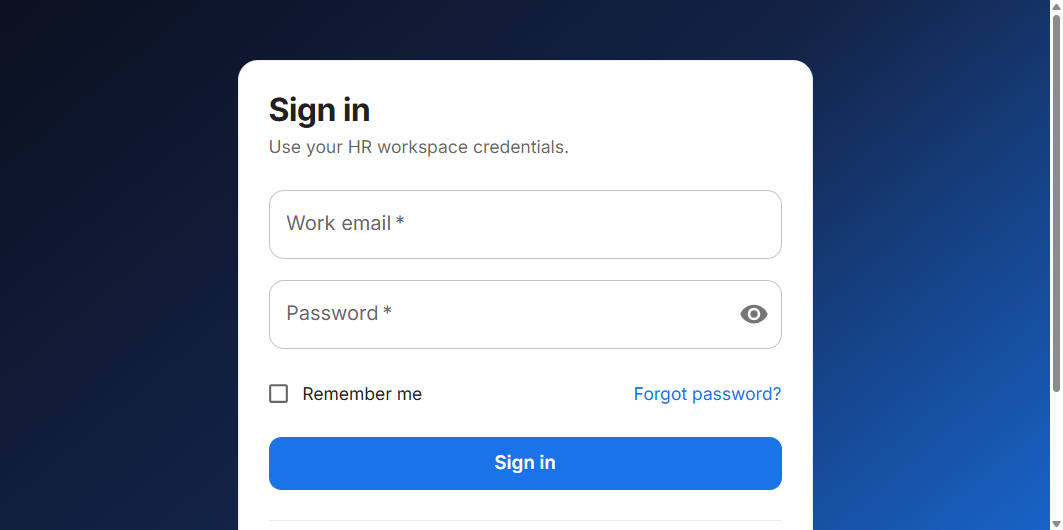 Sign in
Use your HR workspace credentials.
Work email *
Password *
Remember me
Forgot password?
Sign in